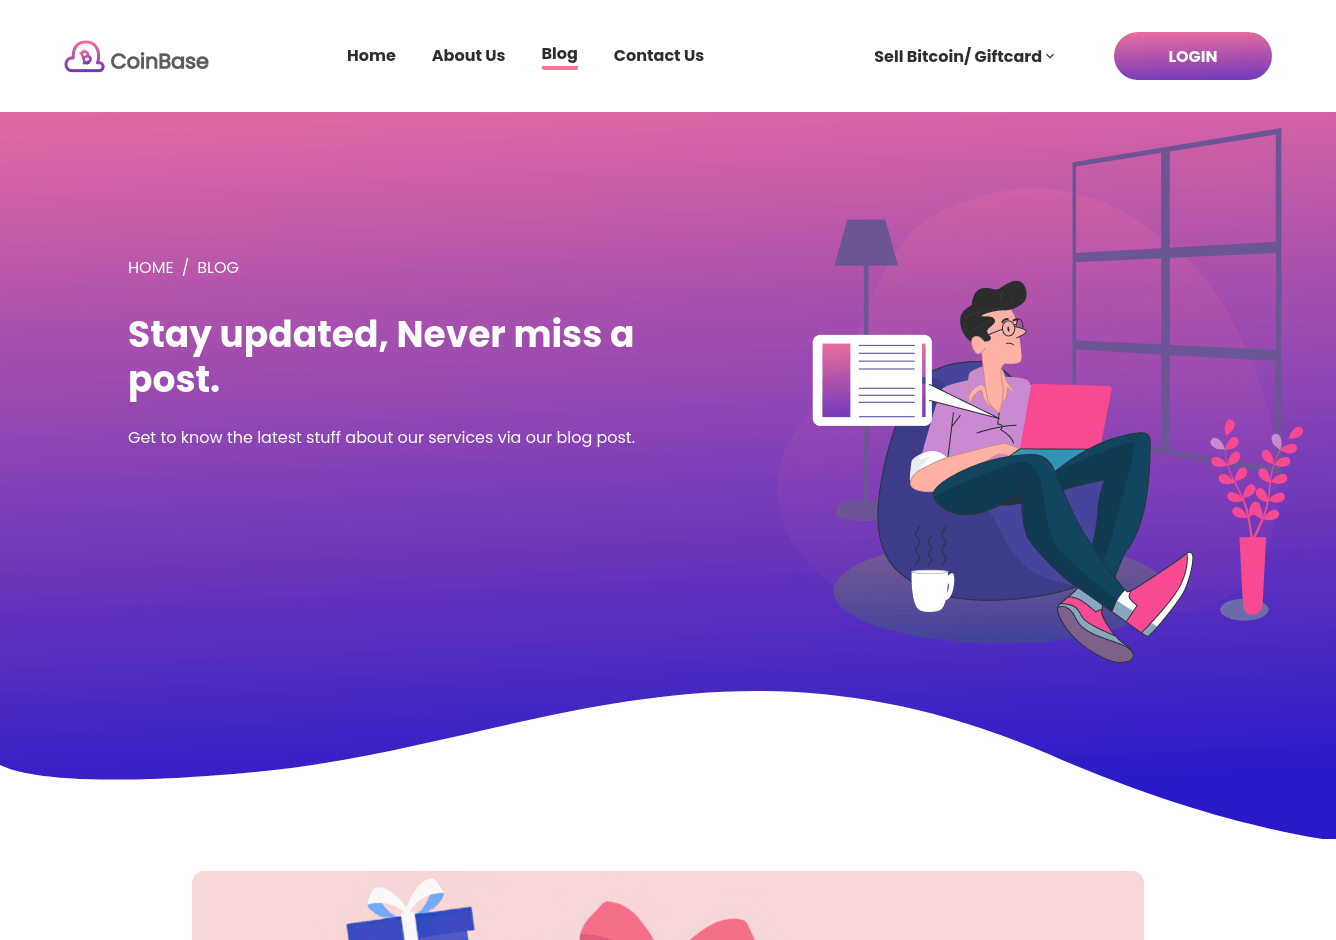 CoinBase
Home
About Us
Blog
Contact Us
Sell Bitcoin/ Giftcard
LOGIN
HOME / BLOG
Stay updated, Never miss a
post.
Get to know the latest stuff about our services via our blog post.